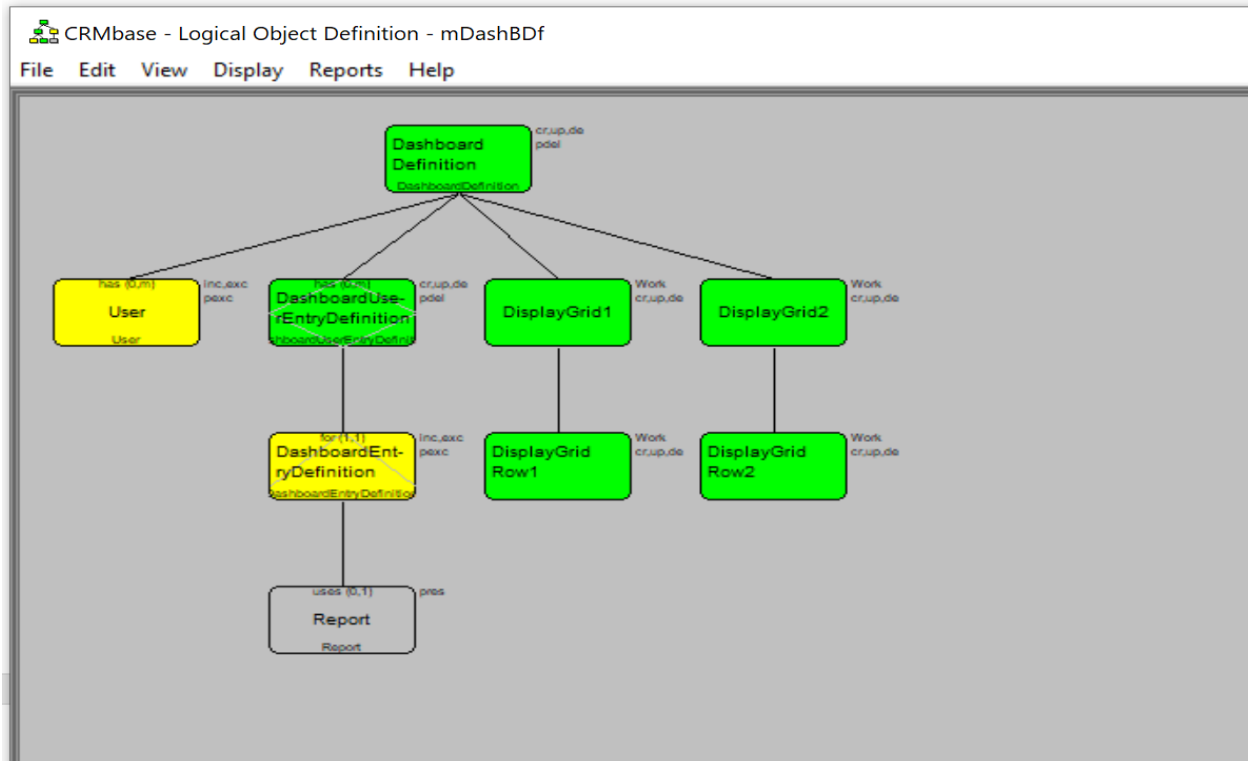 CRMbase - Logical Object Definition - mDashBDf
File Edit View Display Reports Help
Dashboard
Definition
DashboardDefinition
cr,up,de
pdel
has (0,m)
User
User
inc,exc
pexc
has (0,m)
DashboardUse-
rEntryDefinition
shboardUserEntryDefinit
cr,up,de
pdel
DisplayGrid1
Work
cr,up,de
DisplayGrid2
Work
cr,up,de
for (1,1)
DashboardEnt-
ryDefinition
DashboardEntryDefinition
inc,exc
pexc
DisplayGrid
Row1
Work
cr,up,de
DisplayGrid
Row2
Work
cr,up,de
uses (0,1)
Report
Report
pres